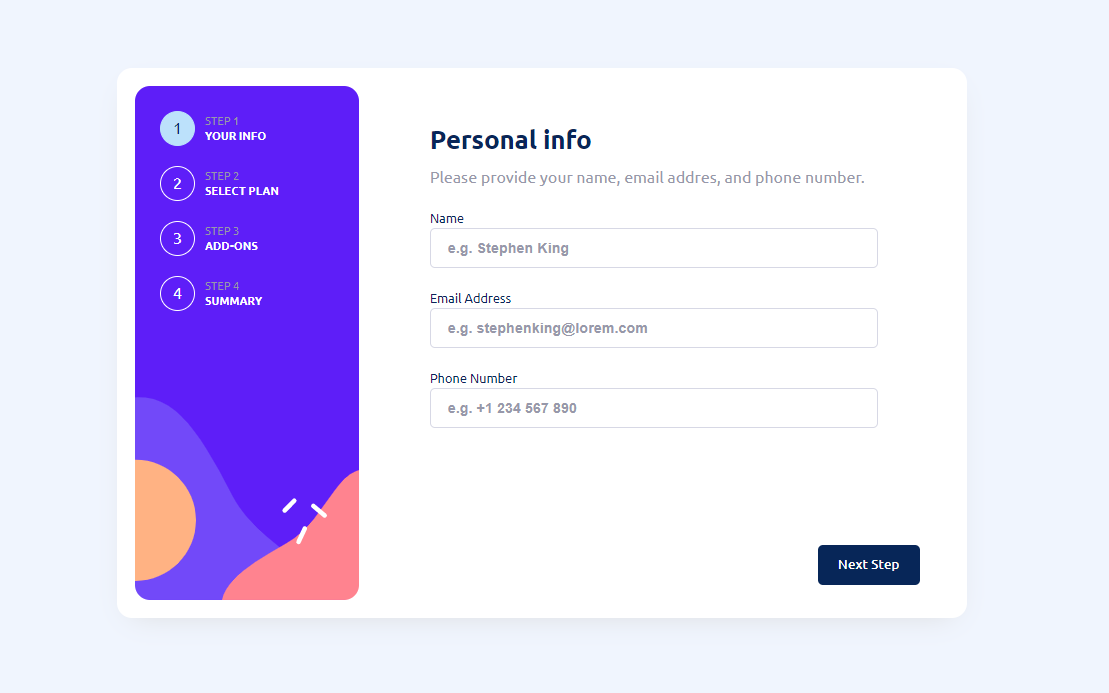 1
STEP 1
YOUR INFO
2
STEP 2
SELECT PLAN
3
STEP 3
ADD-ONS
4
STEP 4
SUMMARY
Personal info
Please provide your name, email addres, and phone number.
Name
e.g. Stephen King
Email Address
e.g. stephenking@lorem.com
Phone Number
e.g. +1 234 567 890
Next Step